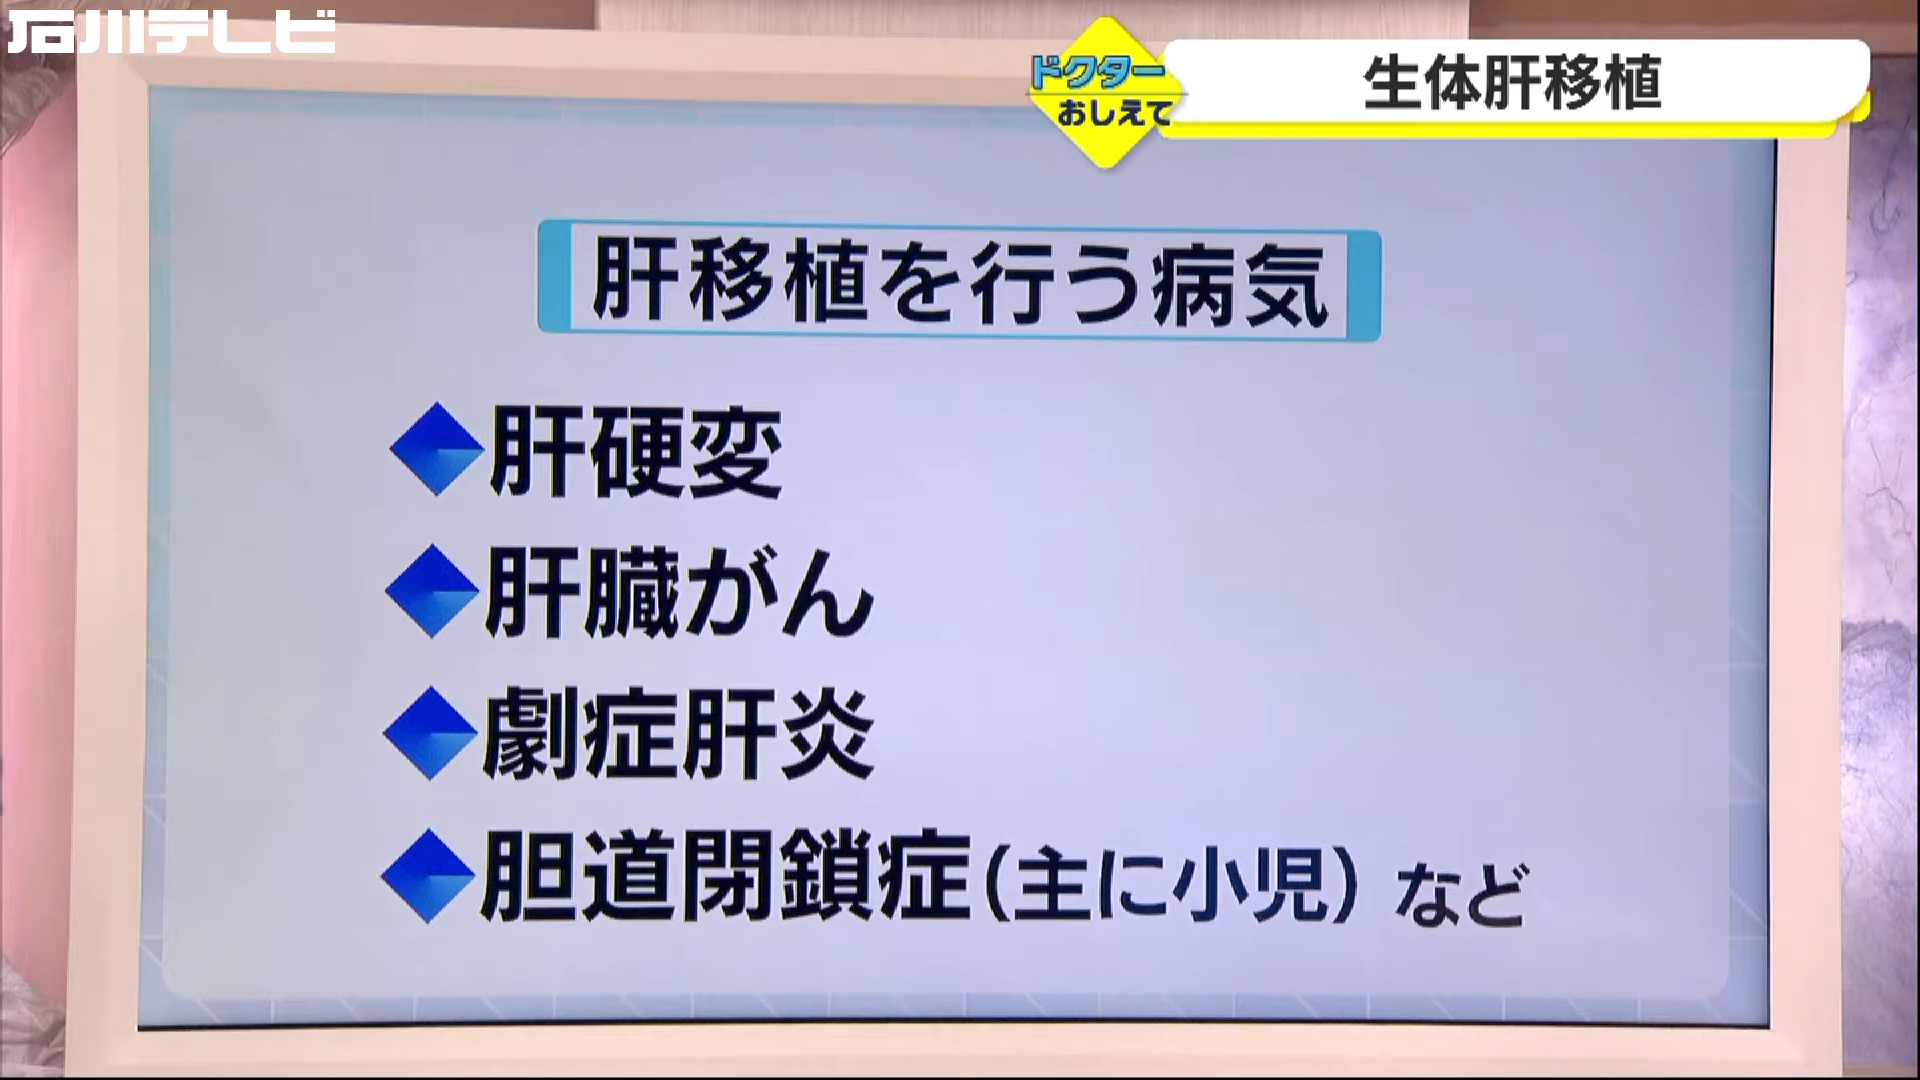 石川テレビ
ドクター
おしえて
生体肝移植
肝移植を行う病気
◆肝硬変
◆肝臓がん
◆劇症肝炎
◆胆道閉鎖症(主に小児) など